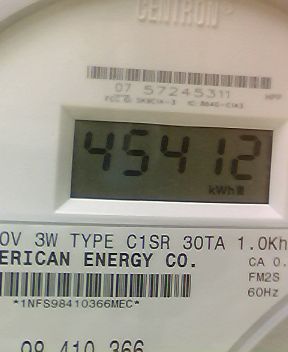 CENTRON®
07 57245311
45412
kWh
0V 3W TYPE C1SR 30TA 1.0Kh
ERICAN ENERGY CO.
CA 0.
FM2S
60Hz
*1NFS98410366MEC*
98 410 366